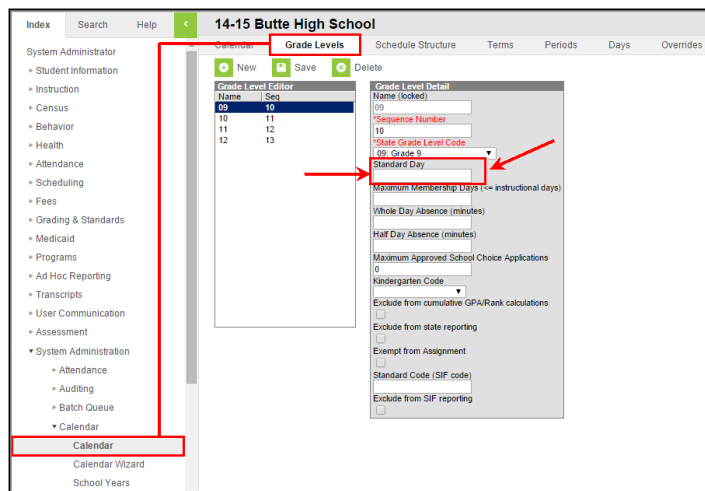 Index Search Help
14-15 Butte High School
Calendar Grade Levels Schedule Structure Terms Periods Days Overrides
New Save Delete
System Administrator
Student Information
Instruction
Census
Behavior
Health
Attendance
Scheduling
Fees
Grading & Standards
Medicaid
Programs
Ad Hoc Reporting
Transcripts
User Communication
Assessment
System Administration
Attendance
Auditing
Batch Queue
Calendar
Calendar
Calendar Wizard
School Years
Grade Level Editor
Name Seq
09 10
10 11
11 12
12 13
Grade Level Detail
Name (locked)
09
*Sequence Number
10
*State Grade Level Code
09: Grade 9
Standard Day
Maximum Membership Days (<= instructional days)
Whole Day Absence (minutes)
Half Day Absence (minutes)
Maximum Approved School Choice Applications
0
Kindergarten Code
Exclude from cumulative GPA/Rank calculations
Exclude from state reporting
Exempt from Assignment
Standard Code (SIF code)
Exclude from SIF reporting